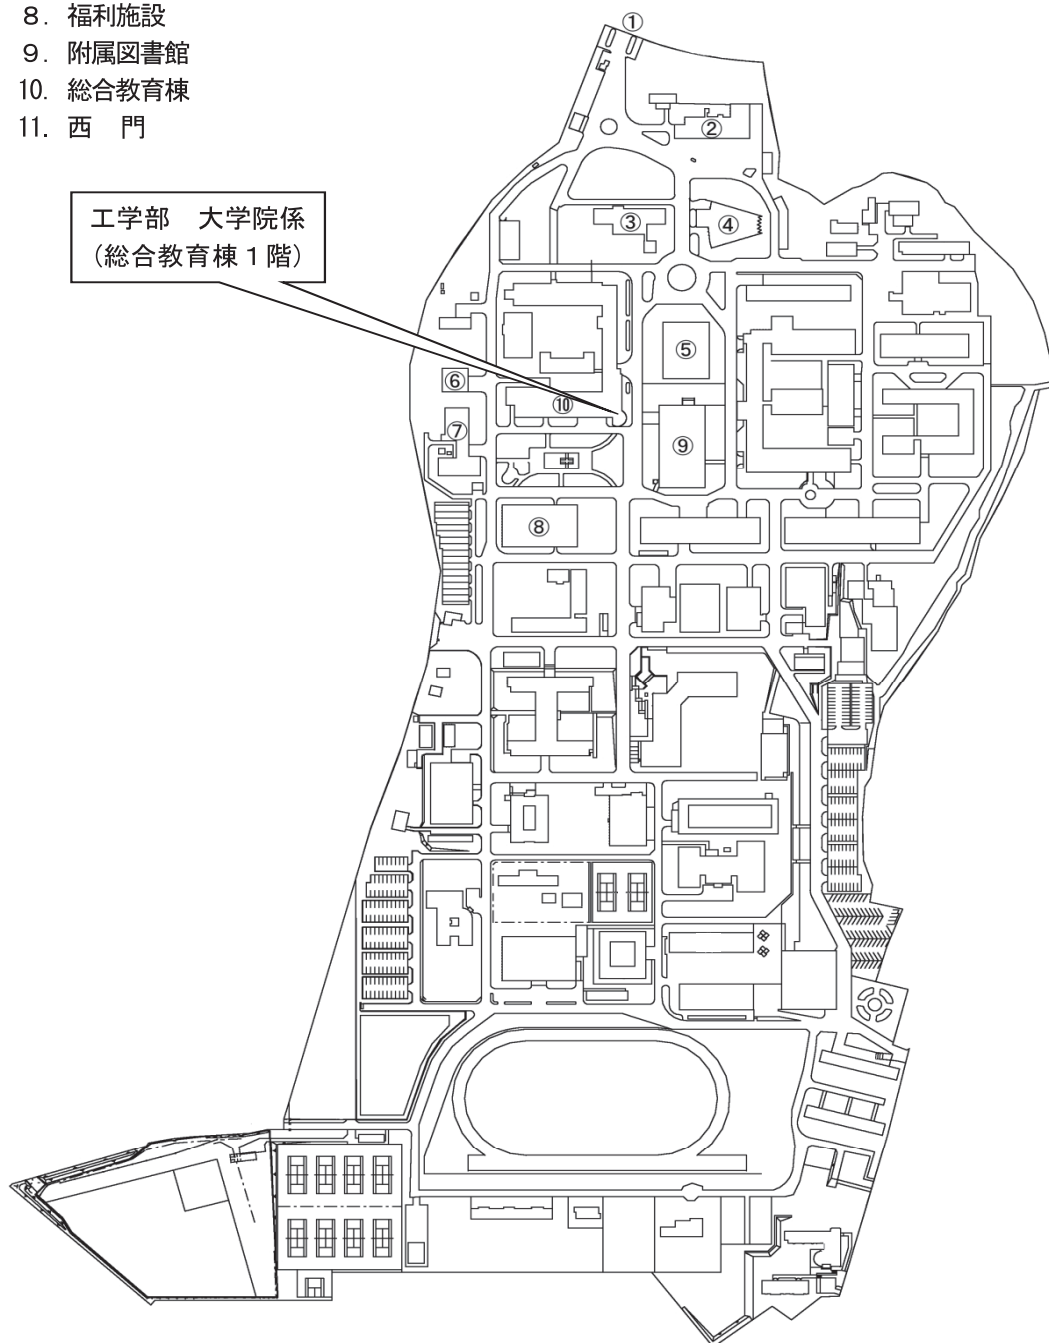 8. 福利施設
9. 附属図書館
10. 総合教育棟
11. 西　門
工学部　大学院係
(総合教育棟1階)
①
②
③
④
⑤
⑥
⑩
⑦
⑨
⑧